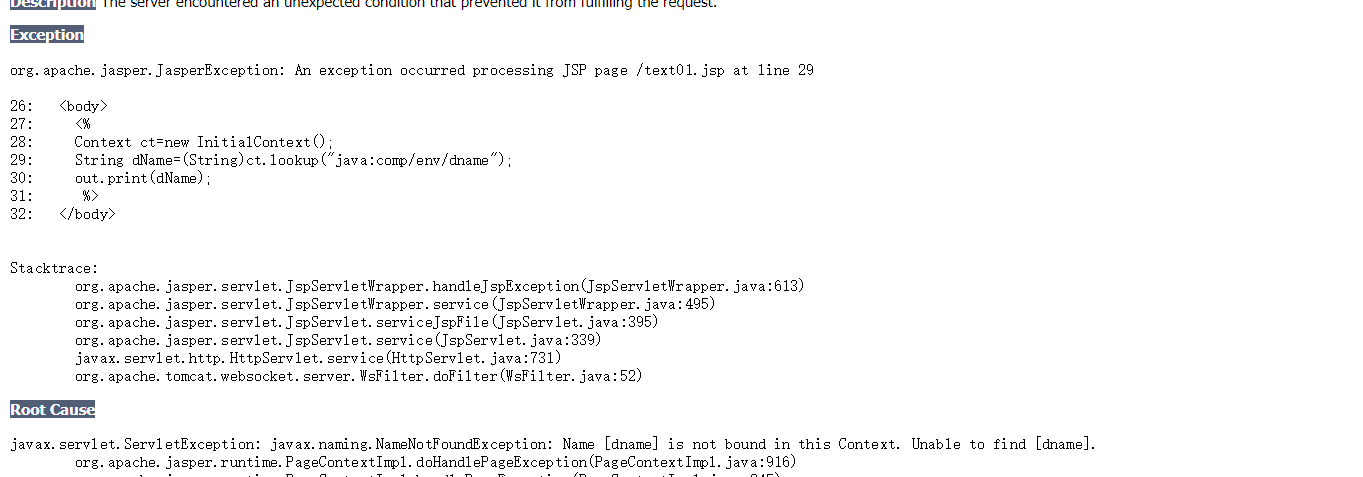 Description The server encountered an unexpected condition that prevented it from fulfilling the request.
Exception
org.apache.jasper.JasperException: An exception occurred processing JSP page /text01.jsp at line 29
26:   <body>
27:     <%
28:     Context ct=new InitialContext();
29:     String dName=(String)ct.lookup("java:comp/env/dname");
30:     out.print(dName);
31:      %>
32:   </body>
Stacktrace:
org.apache.jasper.servlet.JspServletWrapper.handleJspException(JspServletWrapper.java:613)
org.apache.jasper.servlet.JspServletWrapper.service(JspServletWrapper.java:495)
org.apache.jasper.servlet.JspServlet.serviceJspFile(JspServlet.java:395)
org.apache.jasper.servlet.JspServlet.service(JspServlet.java:339)
javax.servlet.http.HttpServlet.service(HttpServlet.java:731)
org.apache.tomcat.websocket.server.WsFilter.doFilter(WsFilter.java:52)
Root Cause
javax.servlet.ServletException: javax.naming.NameNotFoundException: Name [dname] is not bound in this Context. Unable to find [dname].
org.apache.jasper.runtime.PageContextImpl.doHandlePageException(PageContextImpl.java:916)